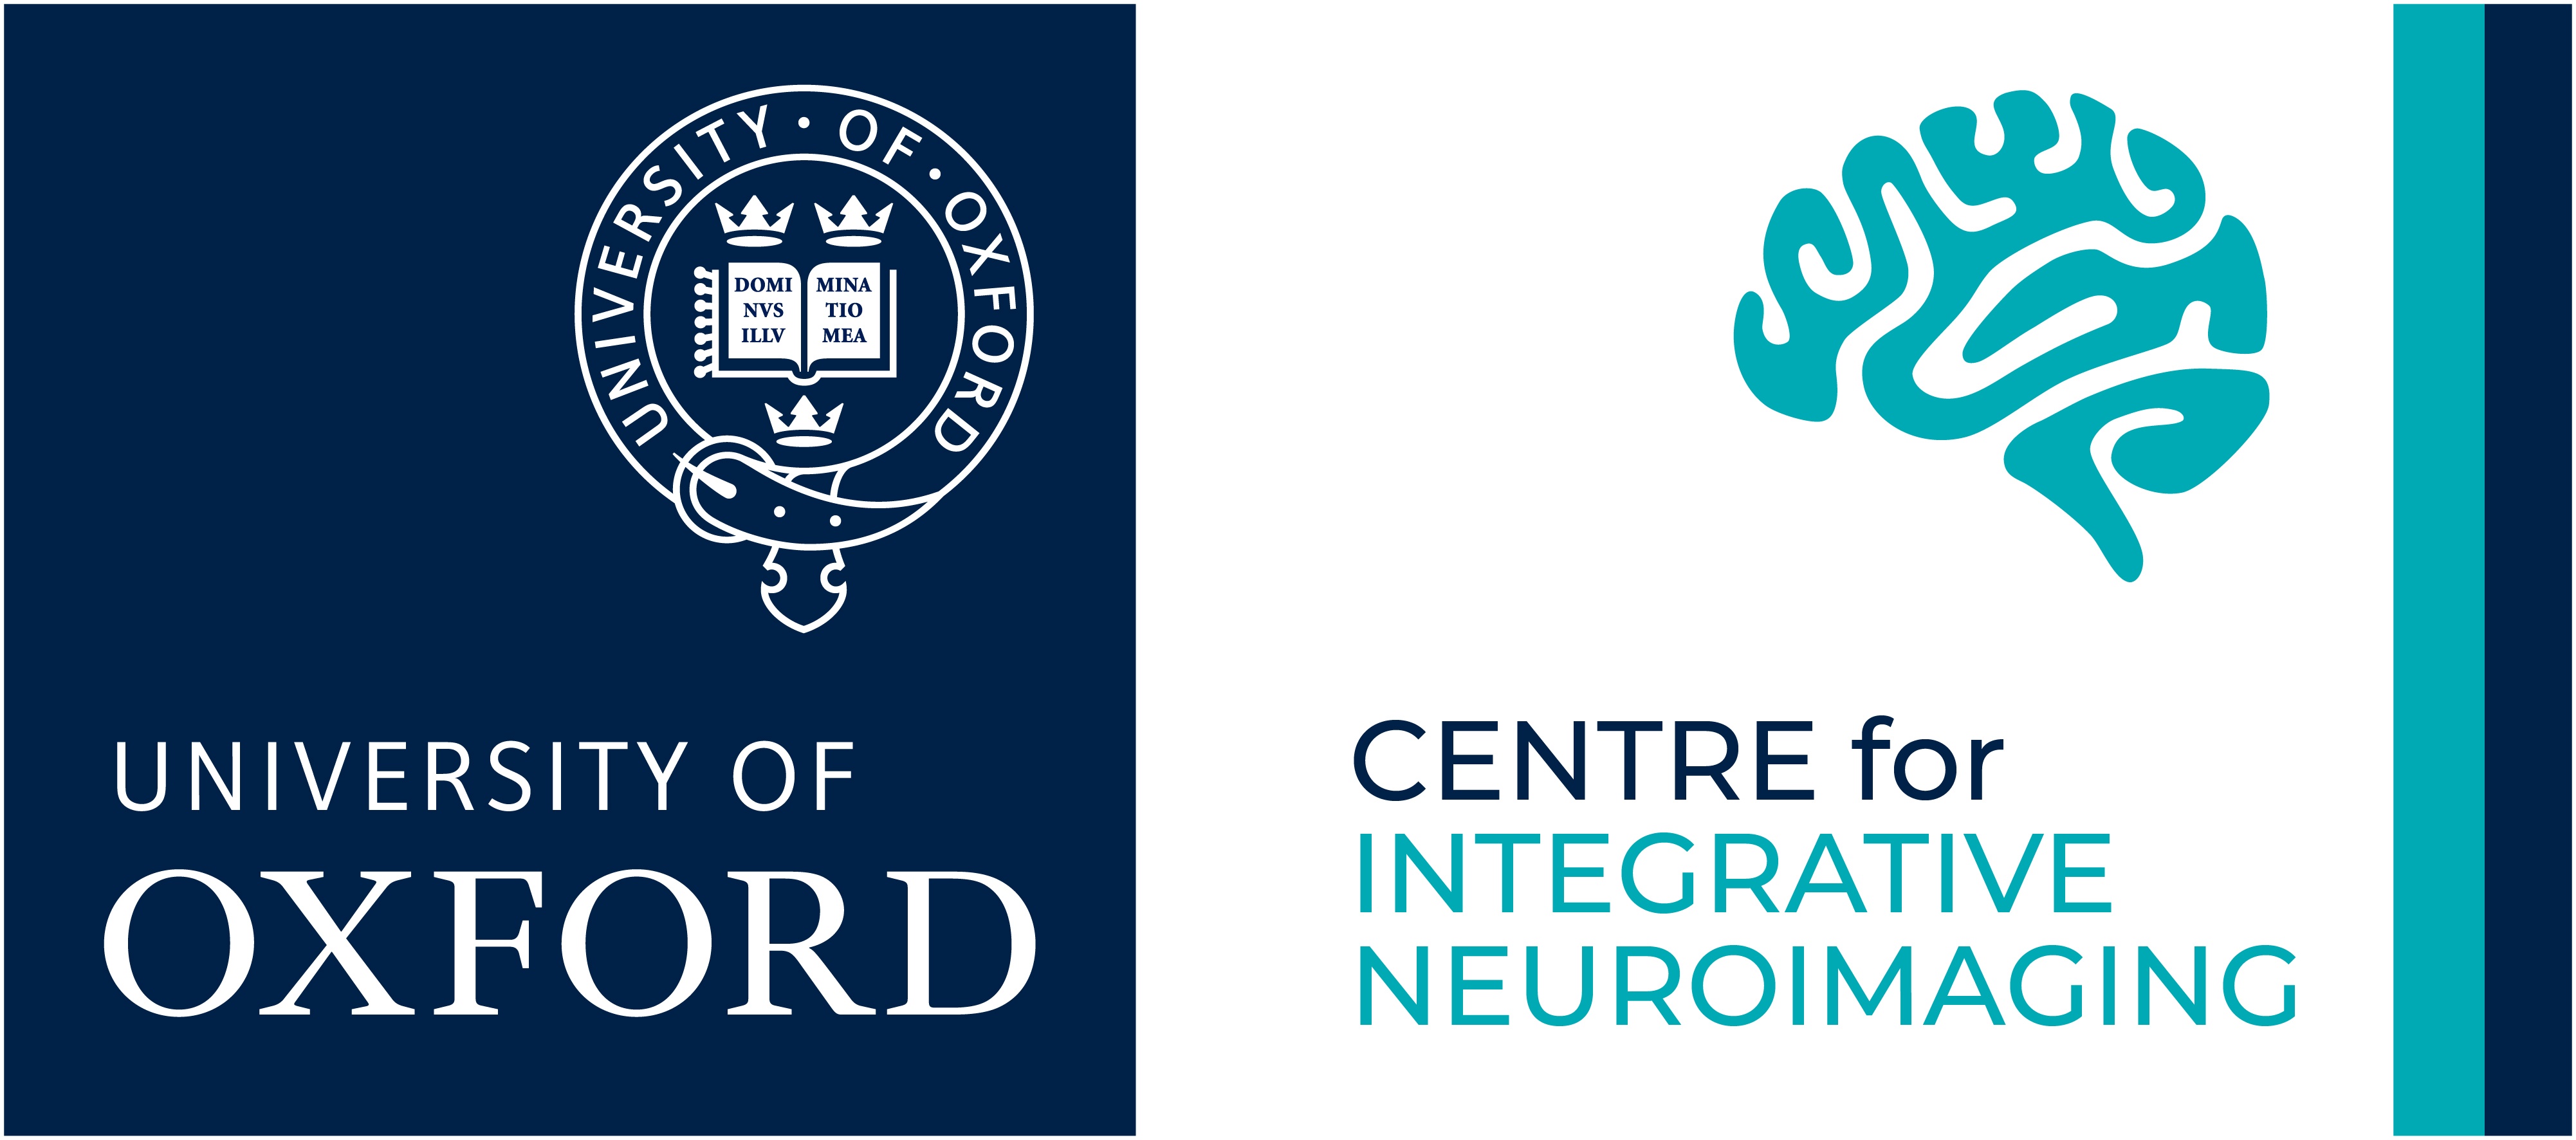 UNIVERSITY · OF · OXFORD
DOMI
NVS
ILLV
MINA
TIO
MEA
UNIVERSITY OF
OXFORD
CENTRE for
INTEGRATIVE
NEUROIMAGING